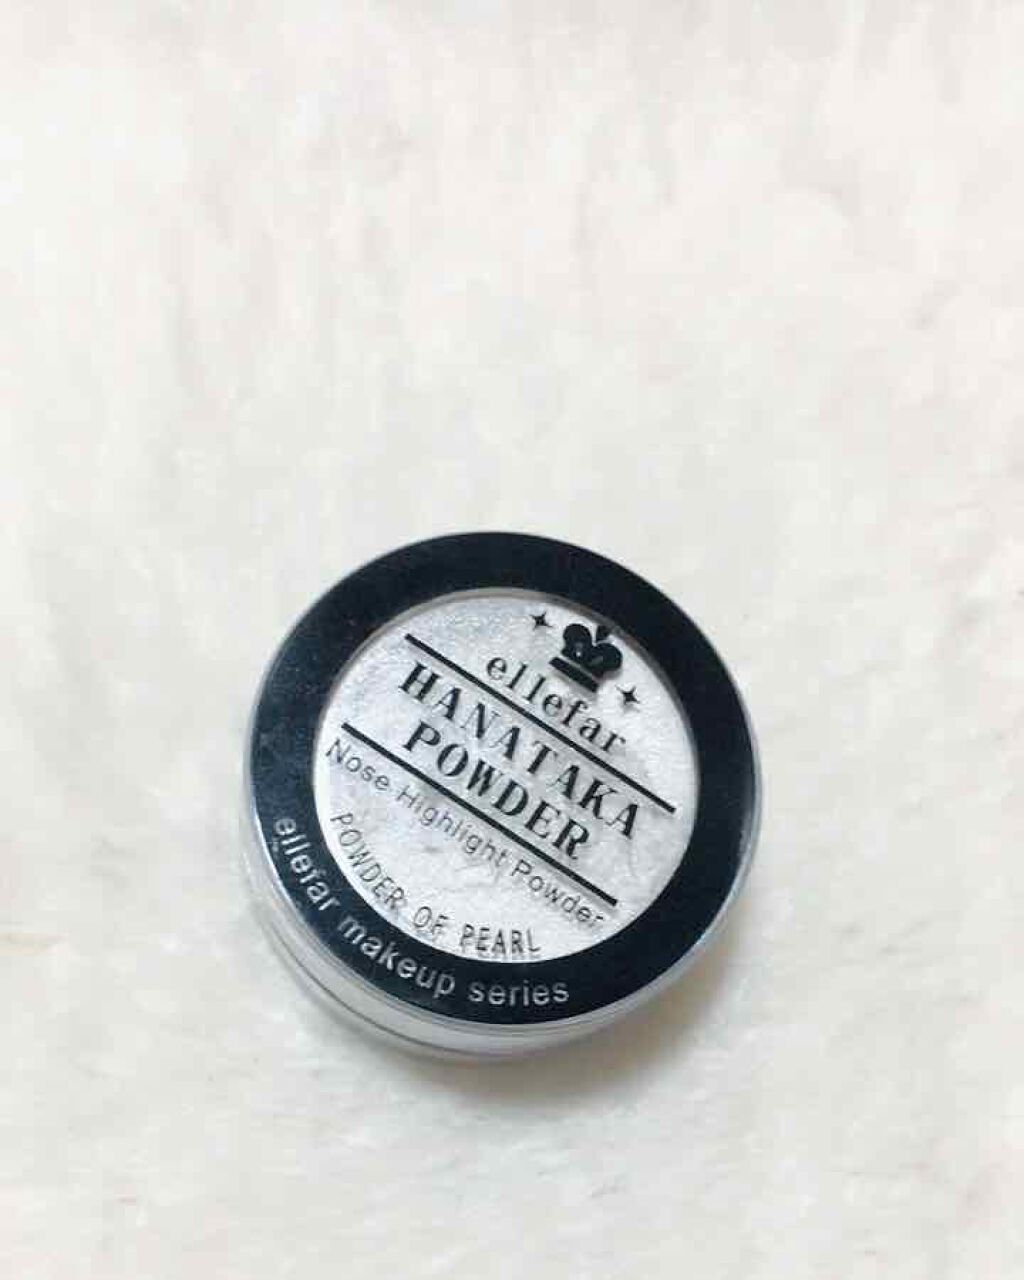 ellefar
HANATAKA
POWDER
Nose Highlight Powder
POWDER OF PEARL
ellefar makeup series